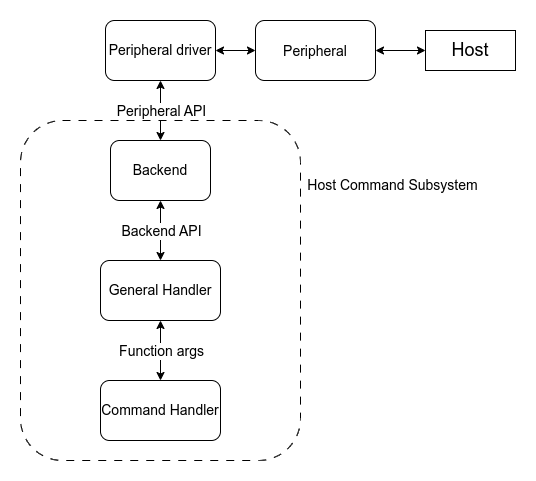 Peripheral driver
Peripheral
Host
Peripheral API
Backend
Host Command Subsystem
Backend API
General Handler
Function args
Command Handler